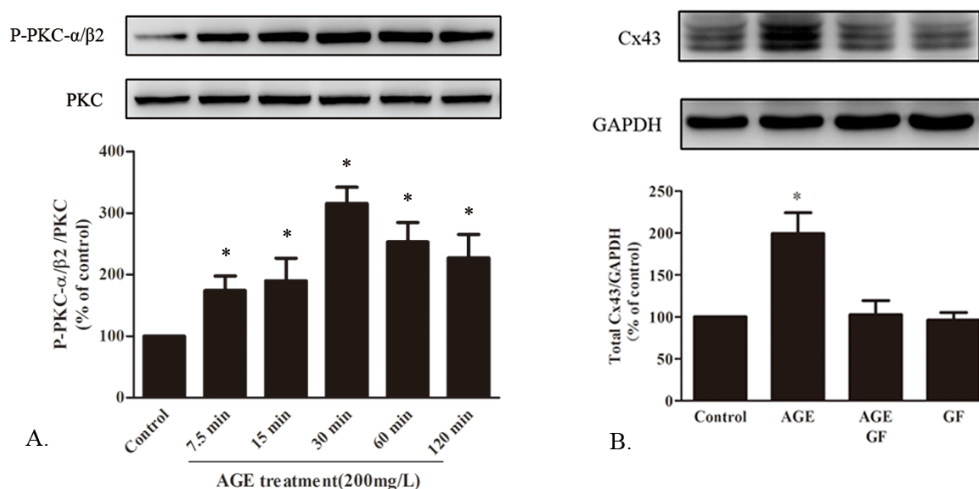 P-PKC-α/β2
PKC
P-PKC-α/β2 /PKC
(% of control)
400
300
200
100
0
*
*
*
*
*
Control
7.5 min
15 min
30 min
60 min
120 min
AGE treatment(200mg/L)
A.
Cx43
GAPDH
Total Cx43/GAPDH
(% of control)
250
200
150
100
50
0
*
Control
AGE
AGE
GF
GF
B.